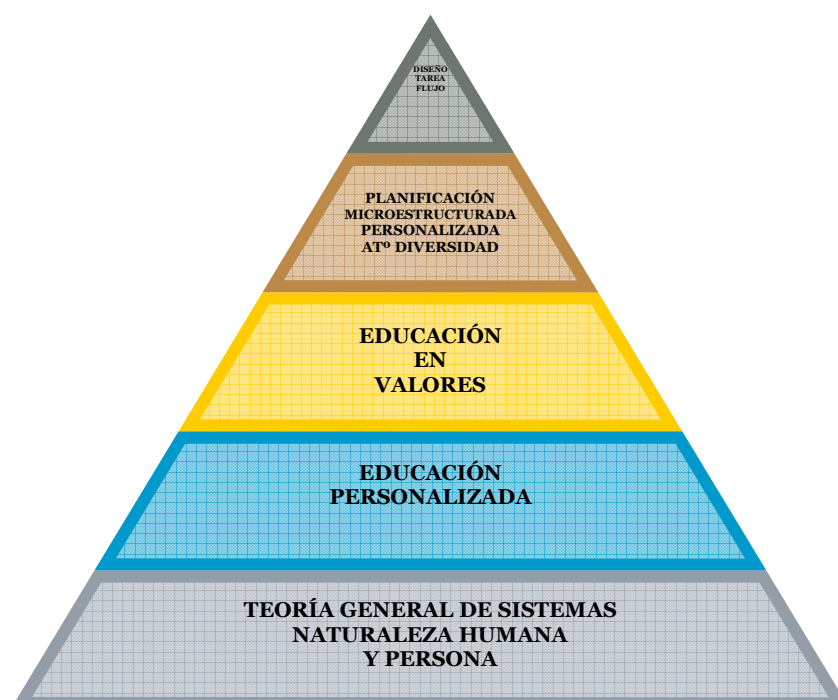 DISEÑO
TAREA
FLUJO
PLANIFICACIÓN
MICROESTRUCTURADA
PERSONALIZADA
ATº DIVERSIDAD
EDUCACIÓN
EN
VALORES
EDUCACIÓN
PERSONALIZADA
TEORÍA GENERAL DE SISTEMAS
NATURALEZA HUMANA
Y PERSONA